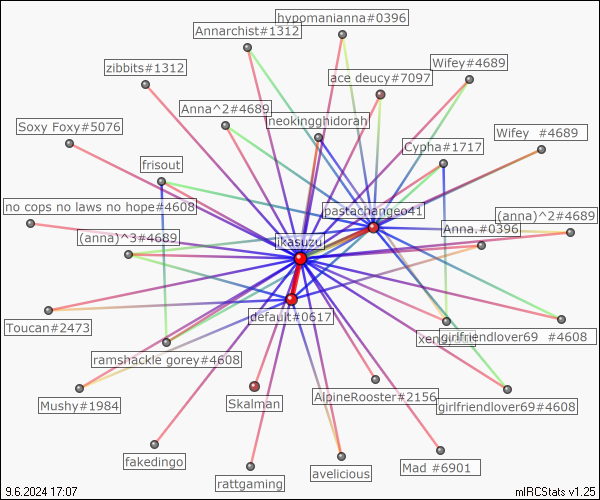 hypomanianna#0396
Annarchist#1312
zibbits#1312
ace deucy#7097
Wifey#4689
Anna^2#4689
neokingghidorah
Soxy Foxy#5076
Cypha#1717
Wifey  #4689
frisout
no cops no laws no hope#4608
pastachangeo41
(anna)^2#4689
(anna)^3#4689
ikasuzu
Anna.#0396
default#0617
Toucan#2473
girlfriendlover69  #4608
ramshackle gorey#4608
Mushy#1984
Skalman
AlpineRooster#2156
girlfriendlover69#4608
fakedingo
rattgaming
avelicious
Mad #6901
9.6.2024 17:07
mIRCStats v1.25